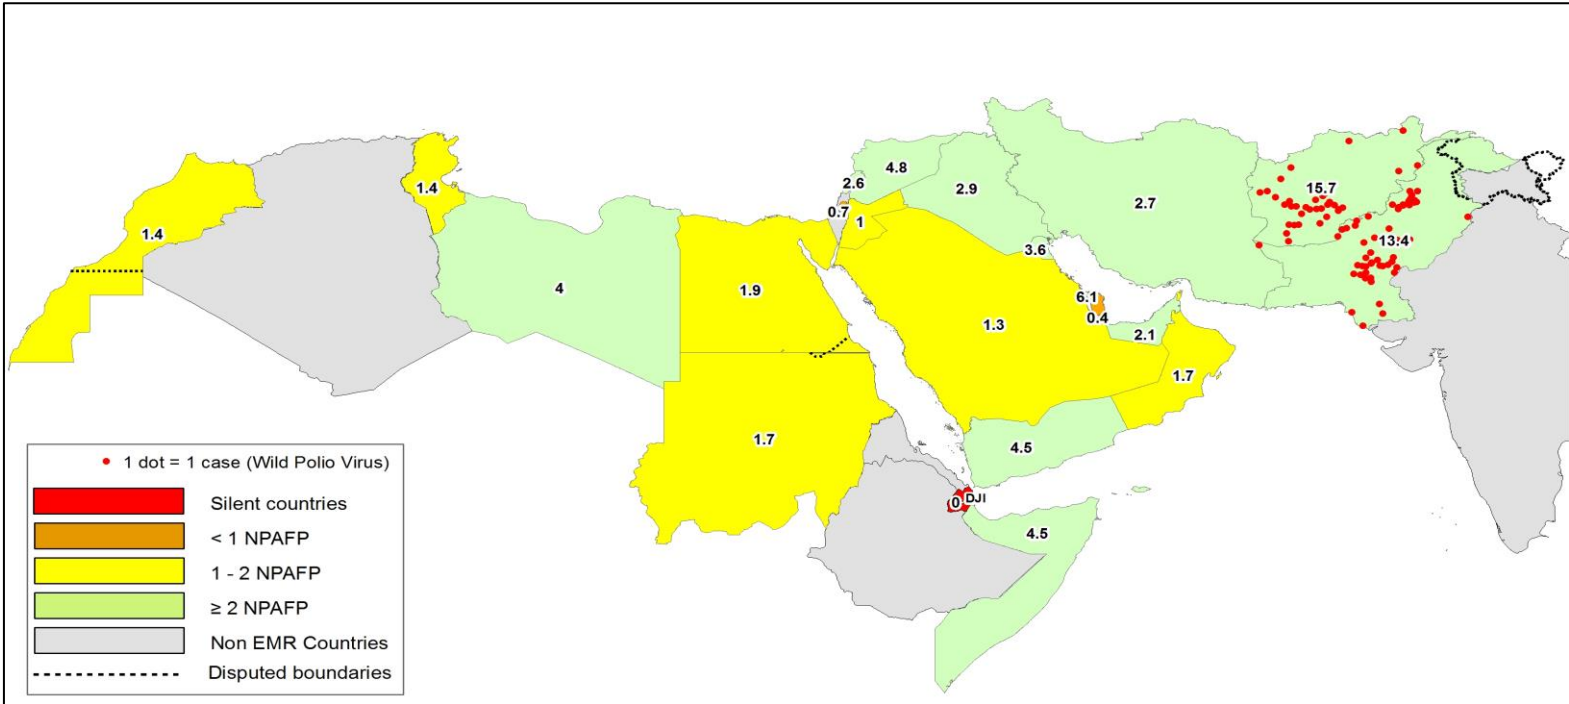 1.4
1.4
4
1.9
1.7
4.8
2.6
0.7
1
2.9
3.6
2.7
15.7
13.4
6.1
0.4
1.3
2.1
1.7
4.5
0
DJI
4.5
1 dot = 1 case (Wild Polio Virus)
Silent countries
< 1 NPAFP
1 - 2 NPAFP
≥ 2 NPAFP
Non EMR Countries
Disputed boundaries